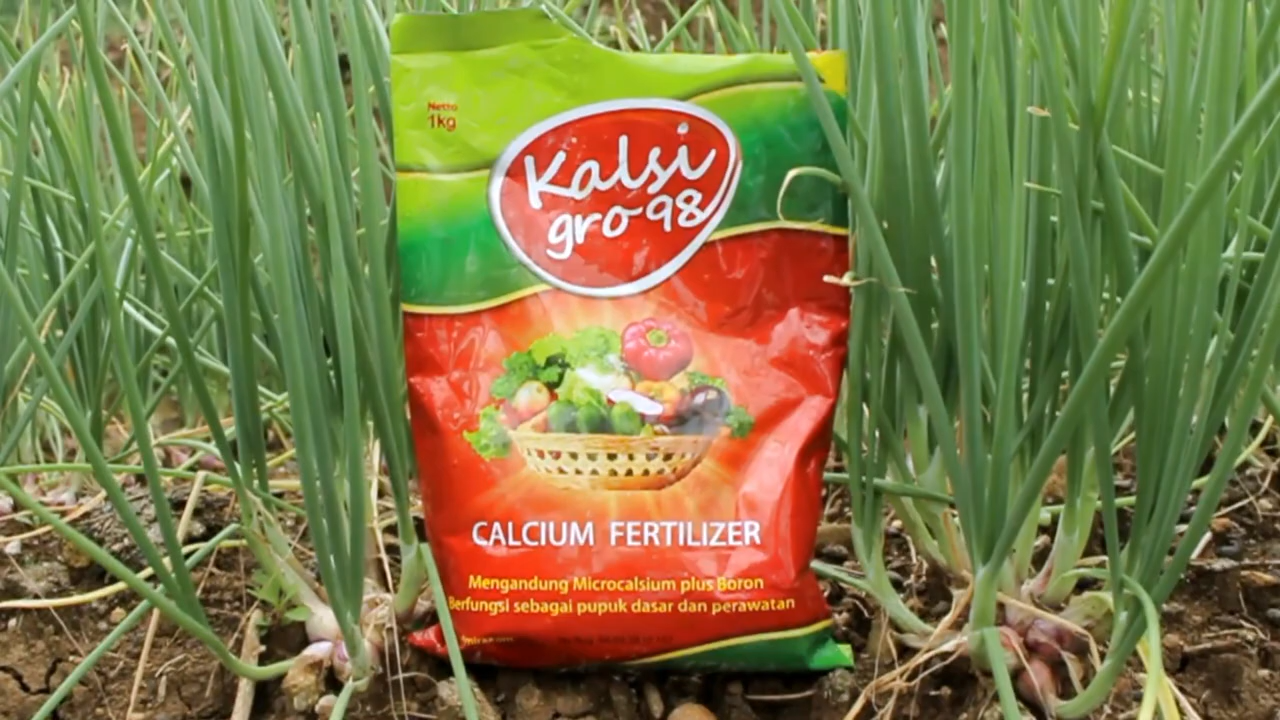 Netto
1kg
Kalsi
gro-98
CALCIUM FERTILIZER
Mengandung Microcalsium plus Boron
Berfungsi sebagai pupuk dasar dan perawatan